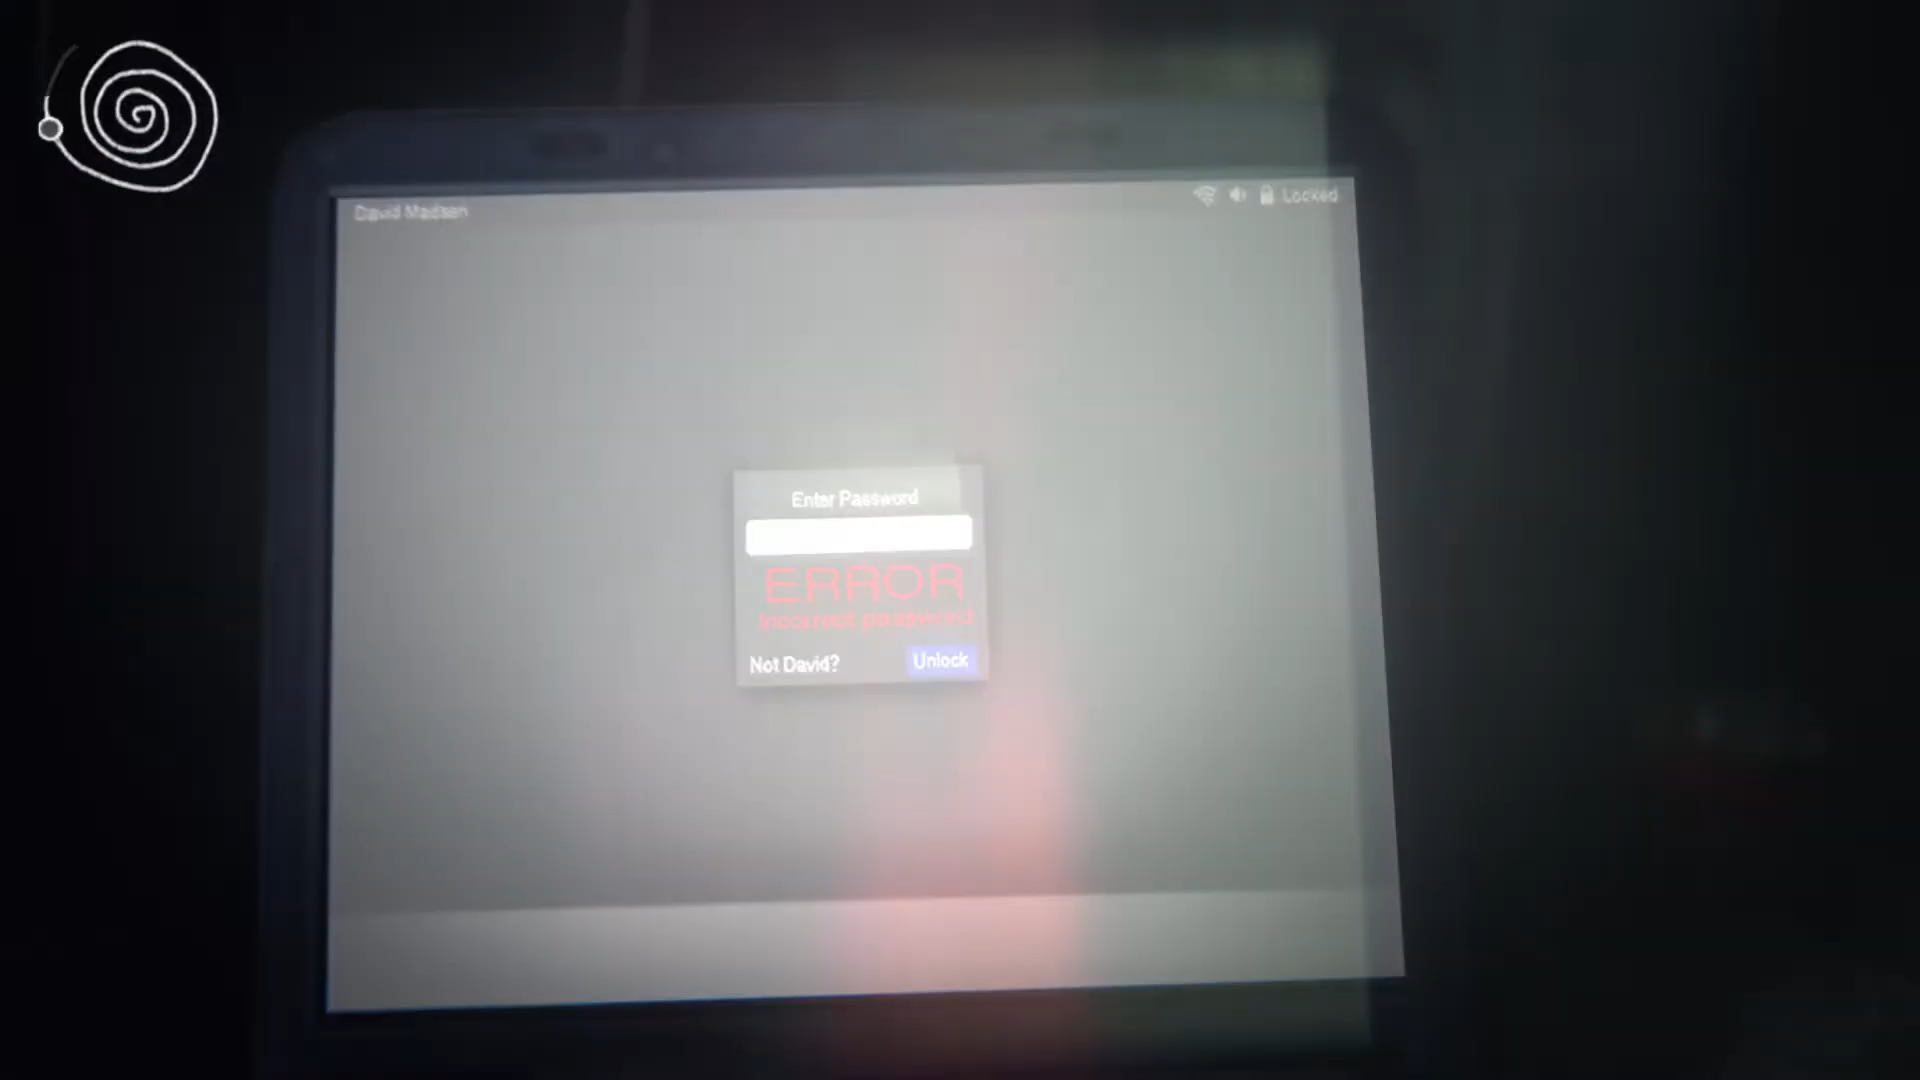 David Madsen
Locked
Enter Password
ERROR
Incorrect password
Not David?
Unlock